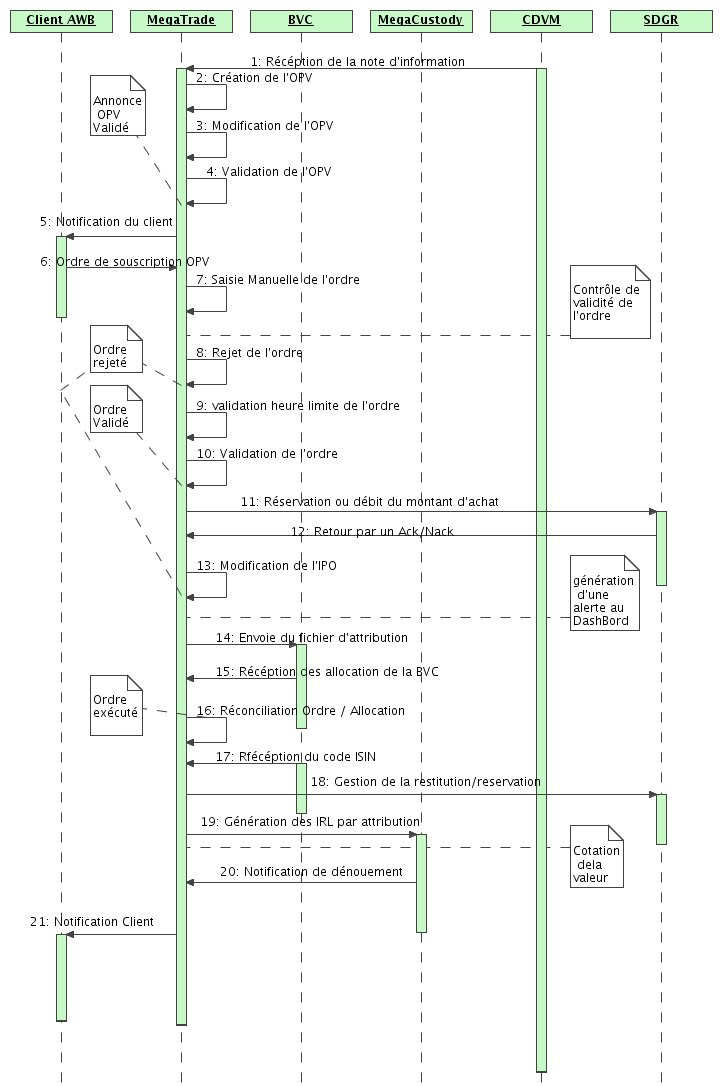 Client AWB
MegaTrade
BVC
MegaCustody
CDVM
SDGR
1: Récéption de la note d'information
2: Création de l'OPV
Annonce
OPV
Validé
3: Modification de l'OPV
4: Validation de l'OPV
5: Notification du client
6: Ordre de souscription OPV
7: Saisie Manuelle de l'ordre
Contrôle de
validité de
l'ordre
Ordre
rejeté
8: Rejet de l'ordre
Ordre
Validé
9: validation heure limite de l'ordre
10: Validation de l'ordre
11: Réservation ou débit du montant d'achat
12: Retour par un Ack/Nack
13: Modification de l'IPO
génération
d'une
alerte au
DashBord
14: Envoie du fichier d'attribution
15: Récéption des allocation de la BVC
Ordre
exécuté
16: Réconciliation Ordre / Allocation
17: Rfécéption du code ISIN
18: Gestion de la restitution/reservation
19: Génération des IRL par attribution
Cotation
dela
valeur
20: Notification de dénouement
21: Notification Client